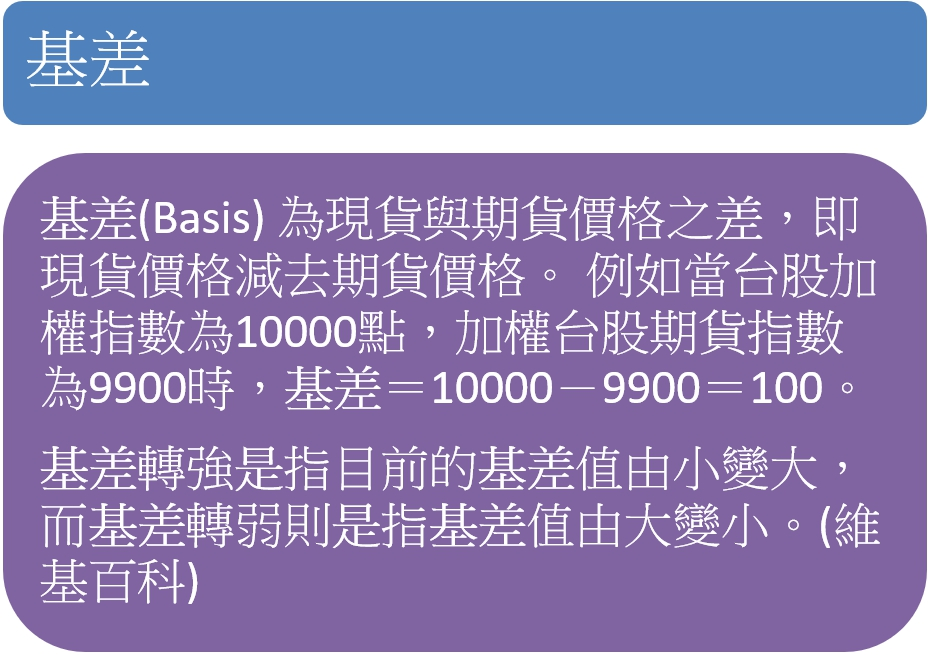 基差
基差(Basis) 為現貨與期貨價格之差，即
現貨價格減去期貨價格。 例如當台股加
權指數為10000點，加權台股期貨指數
為9900時，基差＝10000－9900＝100。
基差轉強是指目前的基差值由小變大，
而基差轉弱則是指基差值由大變小。(維
基百科)